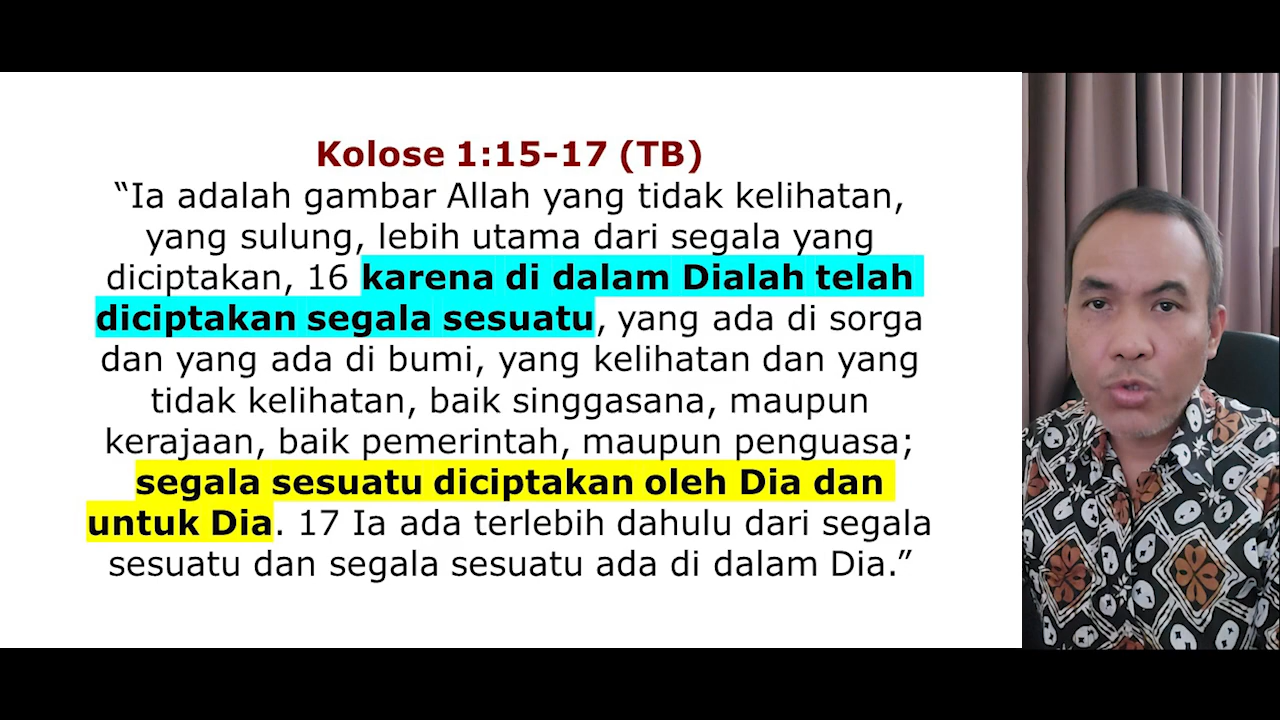 Kolose 1:15-17 (TB)
“Ia adalah gambar Allah yang tidak kelihatan,
yang sulung, lebih utama dari segala yang
diciptakan, 16 karena di dalam Dialah telah
diciptakan segala sesuatu, yang ada di sorga
dan yang ada di bumi, yang kelihatan dan yang
tidak kelihatan, baik singgasana, maupun
kerajaan, baik pemerintah, maupun penguasa;
segala sesuatu diciptakan oleh Dia dan
untuk Dia. 17 Ia ada terlebih dahulu dari segala
sesuatu dan segala sesuatu ada di dalam Dia.”